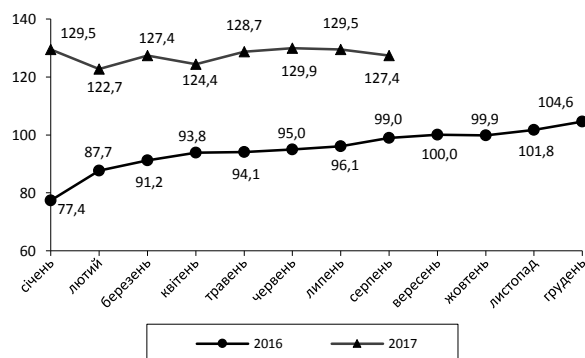 140
129,5
127,4
128,7
129,5
120
122,7
124,4
129,9
127,4
104,6
99,0
99,9
93,8
95,0
100
87,7
101,8
100,0
96,1
94,1
91,2
80
77,4
60
січень
лютий
березень
квітень
травень
червень
липень
серпень
вересень
жовтень
листопад
грудень
2016
2017